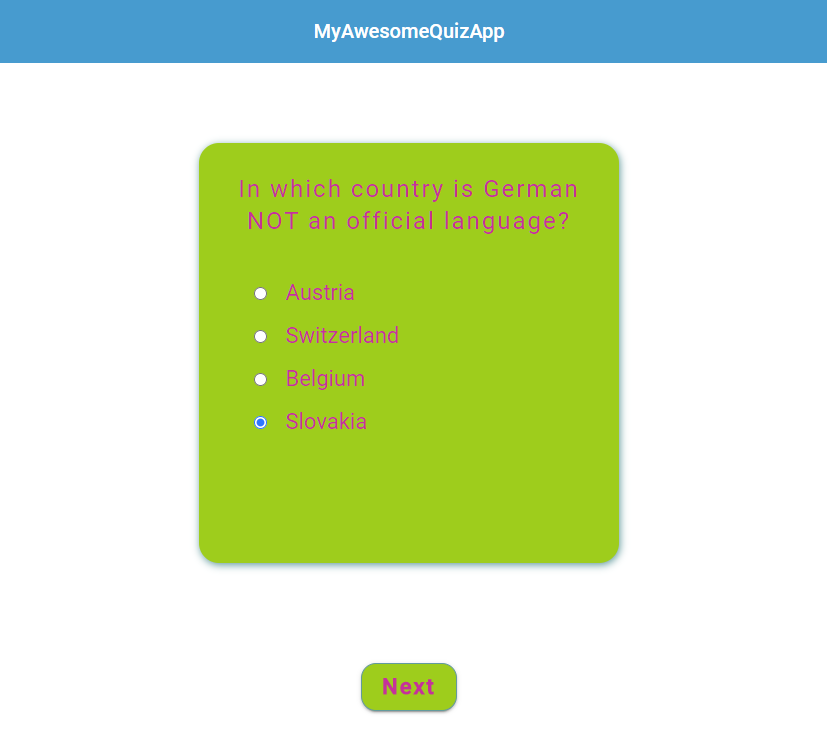 MyAwesomeQuizApp
In which country is German
NOT an official language?
Austria
Switzerland
Belgium
Slovakia
Next